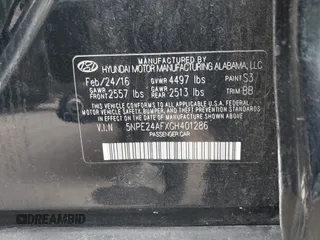 MANUFACTURED BY
HYUNDAI MOTOR MANUFACTURING ALABAMA, LLC
Feb/24/16 GVWR 4497 lbs PAINT S3
GAWR FRONT 2557 lbs GAWR REAR 2513 lbs TRIM BB
THIS VEHICLE CONFORMS TO ALL APPLICABLE FEDERAL MOTOR
VEHICLE SAFETY, BUMPER, AND THEFT PREVENTION STANDARDS
IN EFFECT ON THE DATE OF MANUFACTURE SHOWN ABOVE.
V.I.N 5NPE24AFXGH401286
PASSENGER CAR
DREAMBID